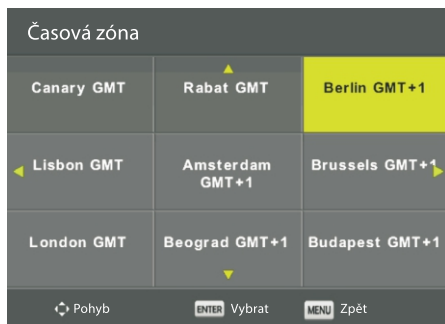 Časová zóna
Canary GMT
Rabat GMT
Berlin GMT+1
Lisbon GMT
Amsterdam
GMT+1
Brussels GMT+1
London GMT
Beograd GMT+1
Budapest GMT+1
Pohyb
ENTER Vybrat
MENU Zpět